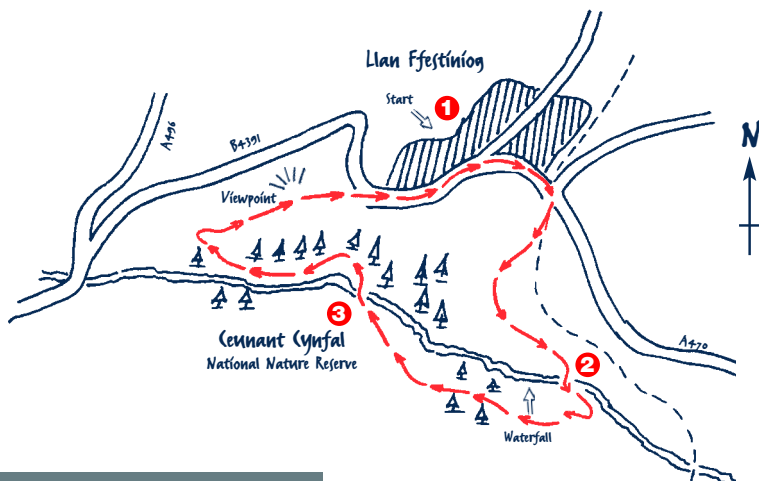 Llan Ffestiniog
Start
1
A496
B4391
N
Viewpoint
3
Ceunant Cynfal
National Nature Reserve
2
A470
Waterfall